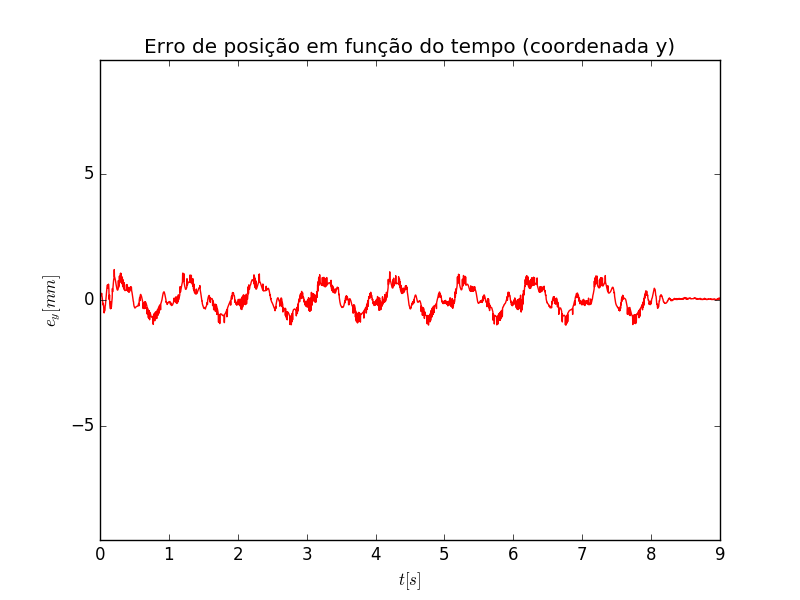 Erro de posição em função do tempo (coordenada y)
5
0
−5
e_y[mm]
0 1 2 3 4 5 6 7 8 9
t[s]